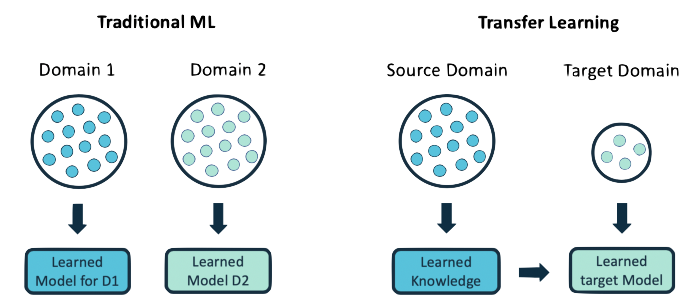 Traditional ML
Transfer Learning
Domain 1
Domain 2
Source Domain
Target Domain
Learned
Model for D1
Learned
Model D2
Learned
Knowledge
Learned
target Model